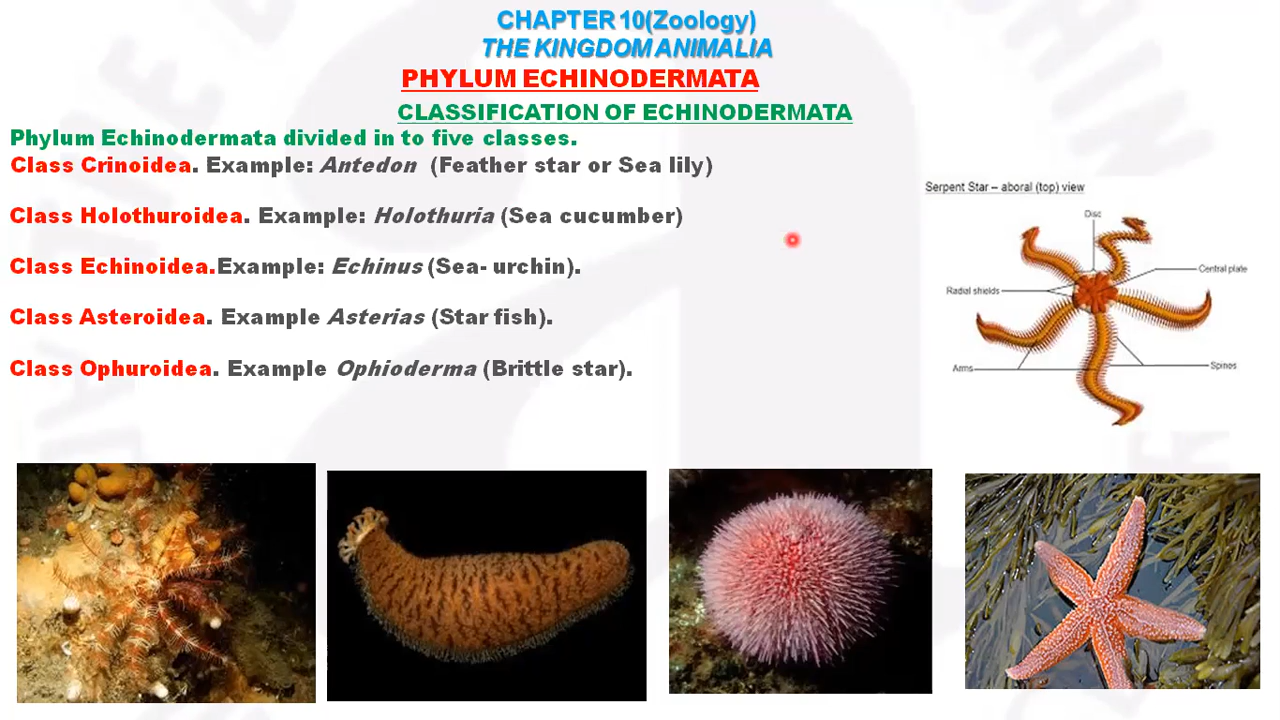 CHAPTER 10(Zoology)
THE KINGDOM ANIMALIA
PHYLUM ECHINODERMATA
CLASSIFICATION OF ECHINODERMATA
Phylum Echinodermata divided in to five classes.
Class Crinoidea. Example: Antedon (Feather star or Sea lily)
Class Holothuroidea. Example: Holothuria (Sea cucumber)
Class Echinoidea.Example: Echinus (Sea- urchin).
Class Asteroidea. Example Asterias (Star fish).
Class Ophuroidea. Example Ophioderma (Brittle star).
Serpent Star – aboral (top) view
Disc
Central plate
Radial shields
Arms
Spines